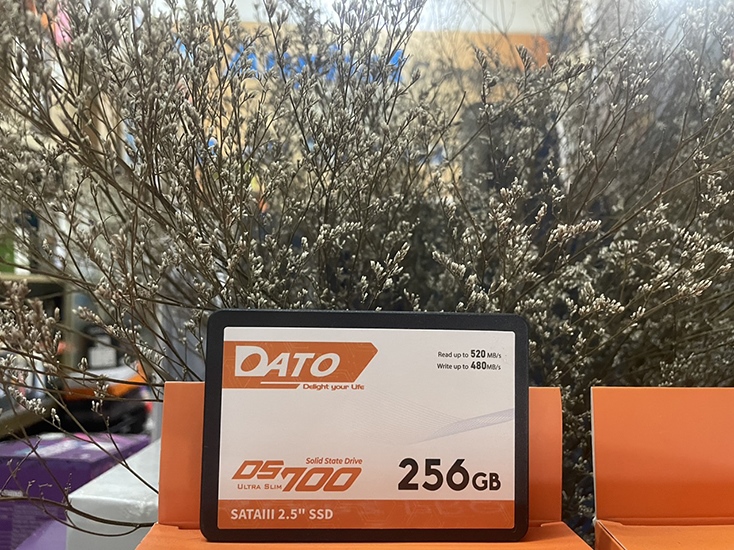 DATO
Delight your Life
Read up to 520 MB/s
Write up to 480MB/s
Solid State Drive
DS700
ULTRA SLIM
256GB
SATAIII 2.5" SSD